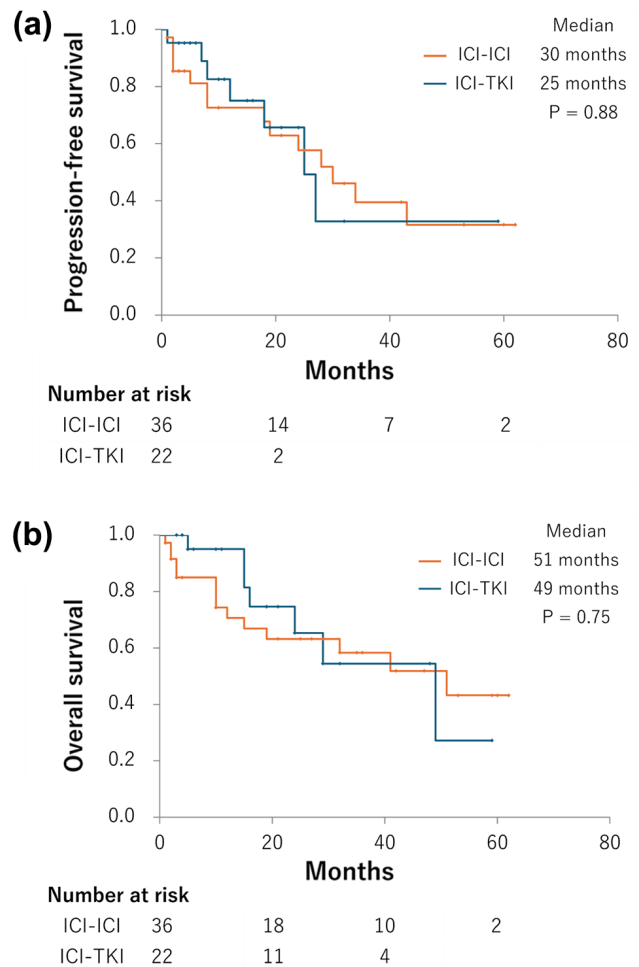 (a)
Progression-free survival
1.0
0.8
0.6
0.4
0.2
0.0
0 20 40 60 80
Months
Median
ICI-ICI 30 months
ICI-TKI 25 months
P = 0.88
Number at risk
ICI-ICI 36 14 7 2
ICI-TKI 22 2
(b)
Overall survival
1.0
0.8
0.6
0.4
0.2
0.0
0 20 40 60 80
Months
Median
ICI-ICI 51 months
ICI-TKI 49 months
P = 0.75
Number at risk
ICI-ICI 36 18 10 2
ICI-TKI 22 11 4